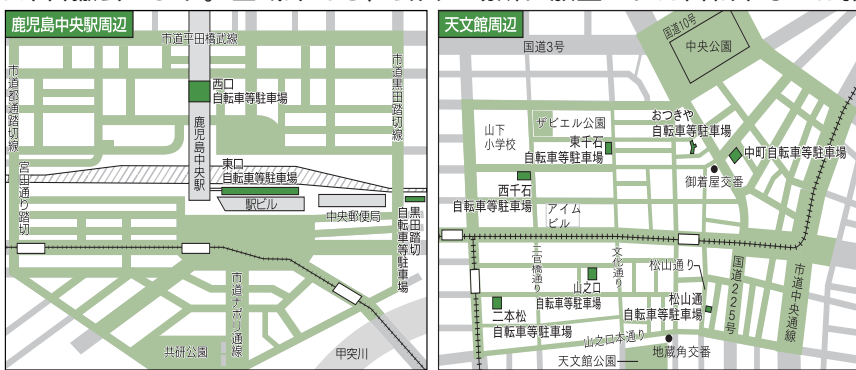 鹿児島中央駅周辺
市道平田橋武線
市道都通踏切線
市道黒田踏切線
西口
自転車等駐車場
鹿児島中央駅
宮田通り踏切
東口
自転車等駐車場
駅ビル
中央郵便局
黒田踏切
自転車等駐車場
市道ナポリ通線
共研公園
甲突川
天文館周辺
国道3号
国道10号
中央公園
山下
小学校
ザビエル公園
おつきや
自転車等駐車場
東千石
自転車等駐車場
中町自転車等駐車場
西千石
自転車等駐車場
御着屋交番
アイム
ビル
二官橋通り
文化通り
松山通り
国道225号
市道中央通線
山之口
自転車等駐車場
松山通
自転車等駐車場
二本松
自転車等駐車場
山之口本通り
地蔵角交番
天文館公園